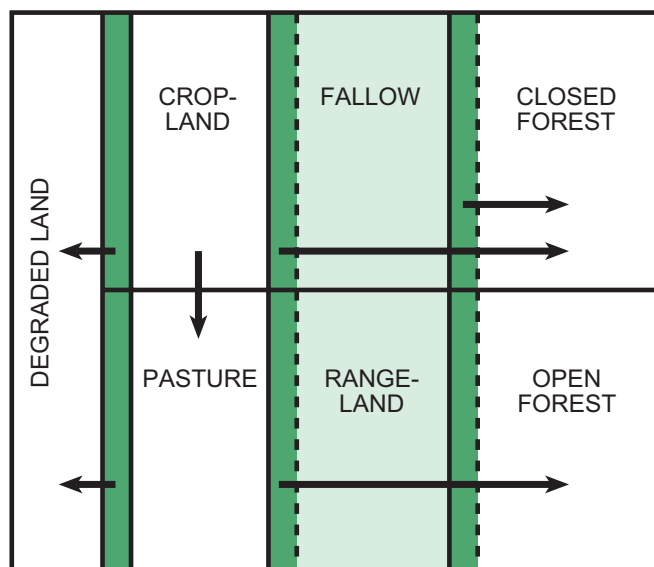 CROP-
LAND
FALLOW
CLOSED
FOREST
DEGRADED LAND
PASTURE
RANGE-
LAND
OPEN
FOREST